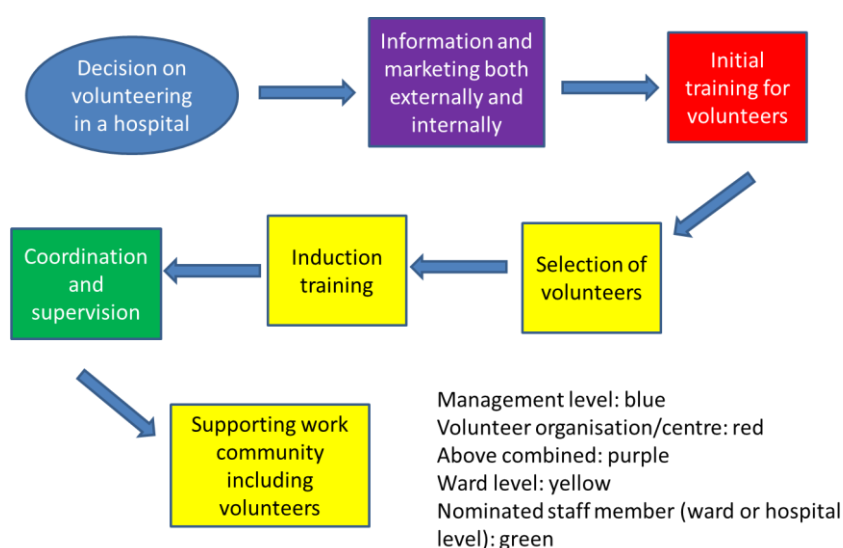 Decision on
volunteering
in a hospital
Information and
marketing both
externally and
internally
Initial
training for
volunteers
Selection of
volunteers
Induction
training
Coordination
and
supervision
Supporting work
community
including
volunteers
Management level: blue
Volunteer organisation/centre: red
Above combined: purple
Ward level: yellow
Nominated staff member (ward or hospital
level): green